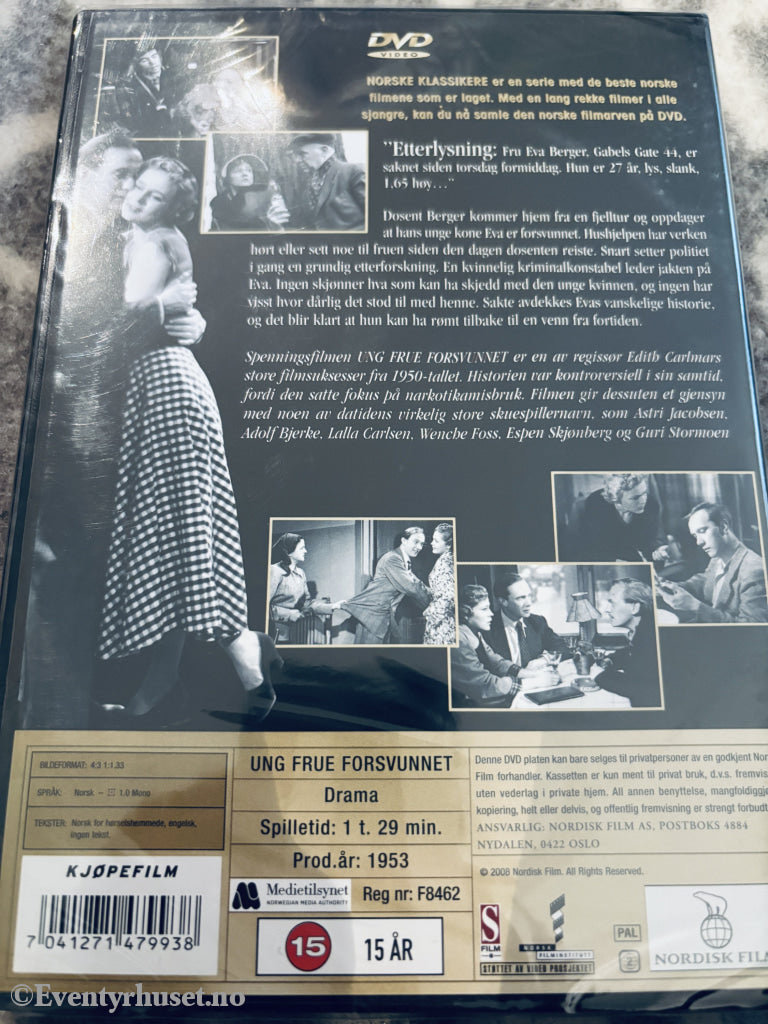 DVD
VIDEO
NORSKE KLASSIKERE er en serie med de beste norske
filmene som er laget. Med en lang rekke filmer i alle
sjangre, kan du nå samle den norske filmarven på DVD.
"Etterlysning: Fru Eva Berger, Gabels Gate 44, er
saknet siden torsdag formiddag. Hun er 27 år, lys, slank,
1,65 høy…"
Dosent Berger kommer hjem fra en fjelltur og oppdager
at hans unge kone Eva er forsvunnet. Hushjelpen har verken
hørt eller sett noe til fruen siden den dagen dosenten reiste. Snart setter politiet
i gang en grundig etterforskning. En kvinnelig kriminalkonstabel leder jakten på
Eva. Ingen skjønner hva som kan ha skjedd med den unge kvinnen, og ingen har
visst hvor dårlig det stod til med henne. Sakte avdekkes Evas vanskelige historie,
og det blir klart at hun kan ha rømt tilbake til en venn fra fortiden.
Spenningsfilmen UNG FRUE FORSVUNNET er en av regissør Edith Carlmars
store filmsuksesser fra 1950-tallet. Historien var kontroversiell i sin samtid,
fordi den satte fokus på narkotikamisbruk. Filmen gir dessuten et gjensyn
med noen av datidens virkelig store skuespillernavn, som Astri Jacobsen,
Adolf Bjerke, Lalla Carlsen, Wenche Foss, Espen Skjønberg og Guri Stormoen
BILDEFORMAT: 4:3 1:1.33
SPRÅK: Norsk – 1.0 Mono
TEKSTER: Norsk for hørselshemmede, engelsk,
Ingen tekst.
KJØPEFILM
7 041271 479938
UNG FRUE FORSVUNNET
Drama
Spilletid: 1 t. 29 min.
Prod.år: 1953
Medietilsynet
NORWEGIAN MEDIA AUTHORITY
Reg nr: F8462
15
15 ÅR
Denne DVD platen kan bare selges til privatpersoner av en godkjent Nor
Film forhandler. Kassetten er kun ment til privat bruk, d.v.s. fremvis
uten vederlag i private hjem. All annen benyttelse, mangfoldiggje
kopiering, helt eller delvis, og offentlig fremvisning er strengt forbudt
ANSVARLIG: NORDISK FILM AS, POSTBOKS 4884
NYDALEN, 0422 OSLO
© 2008 Nordisk Film. All Rights Reserved.
S
FILM
NORSK
FILMINSTITUTT
STØTTET AV VIDEO PROSJEKTET
PAL
2
NORDISK FILM
©Eventyrhuset.no